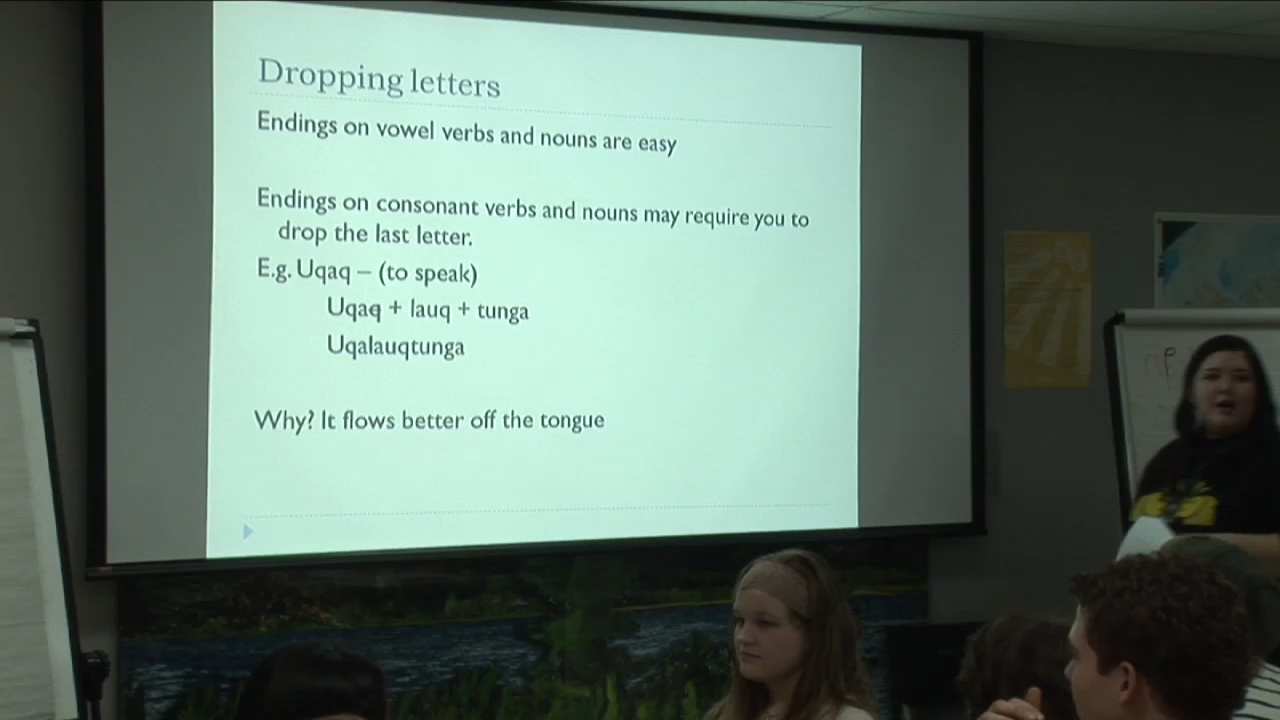 Dropping letters
Endings on vowel verbs and nouns are easy
Endings on consonant verbs and nouns may require you to
drop the last letter.
E.g. Uqaq – (to speak)
Uqaq + lauq + tunga
Uqalauqtunga
Why? It flows better off the tongue